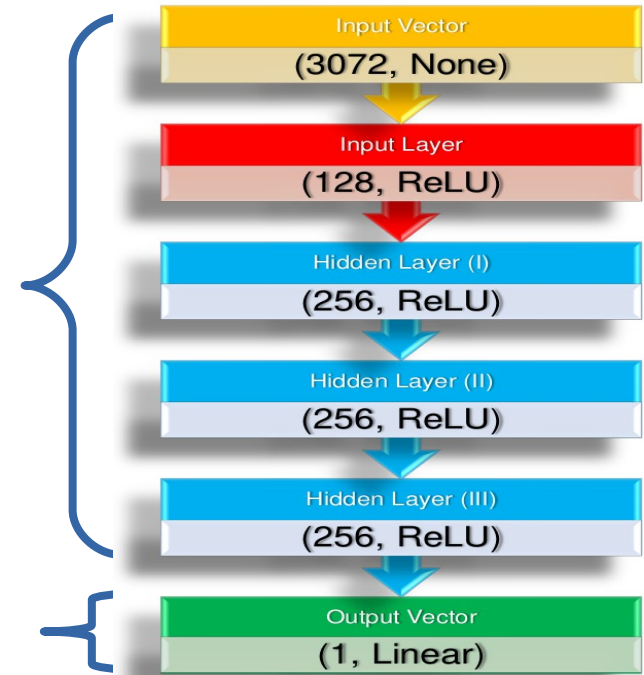 Input Vector
(3072, None)
Input Layer
(128, ReLU)
Hidden Layer (I)
(256, ReLU)
Hidden Layer (II)
(256, ReLU)
Hidden Layer (III)
(256, ReLU)
Output Vector
(1, Linear)